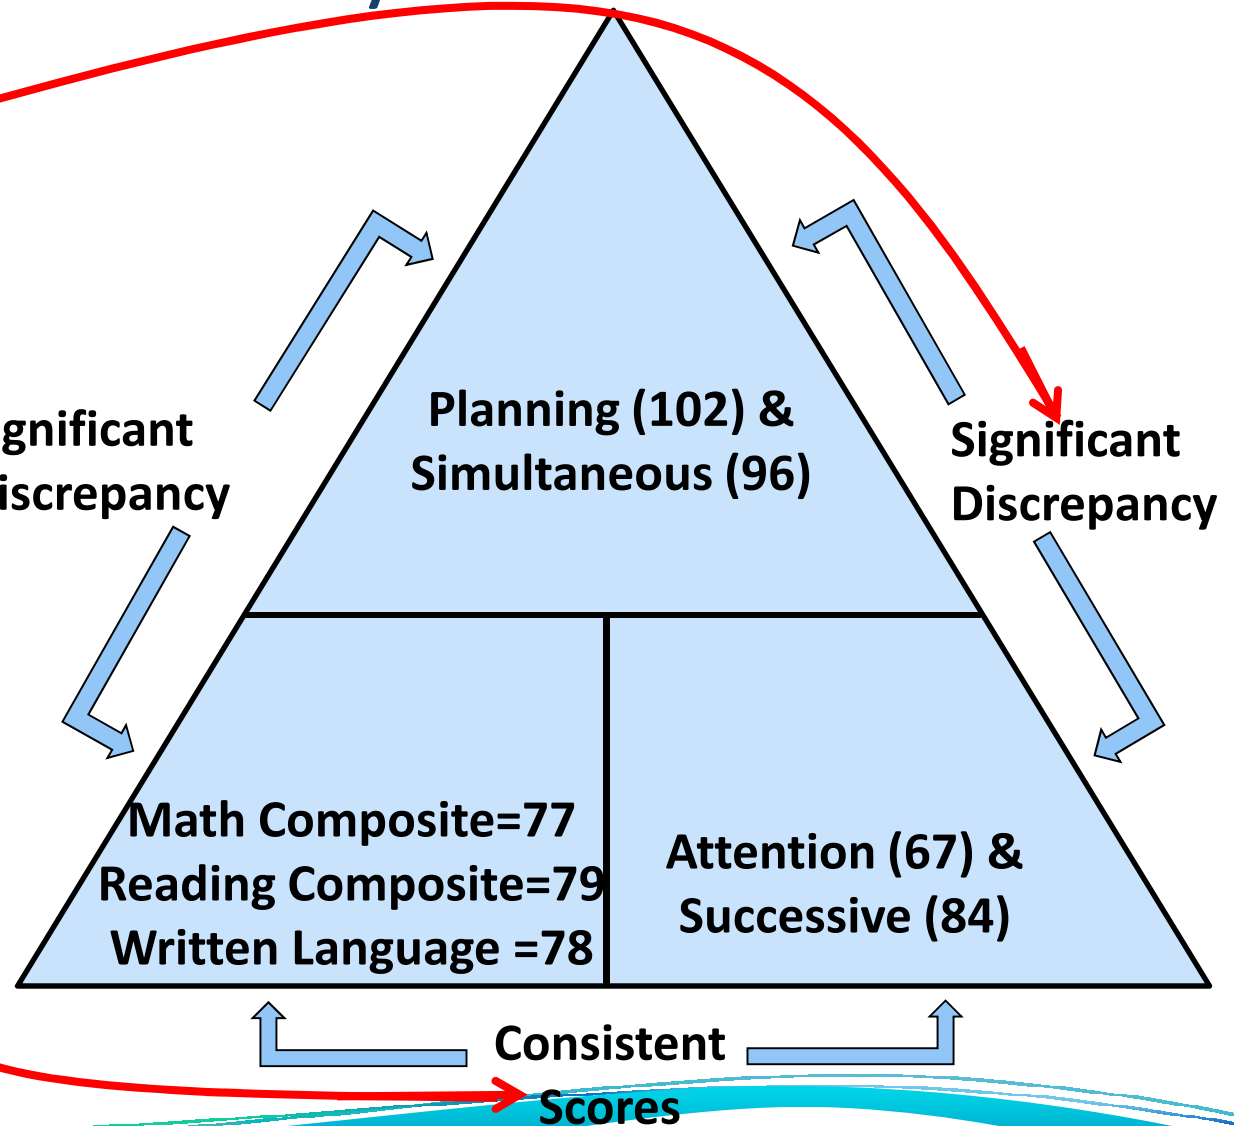 Planning (102) &
Simultaneous (96)
gnificant
iscrepancy
Significant
Discrepancy
Math Composite=77
Reading Composite=79
Written Language =78
Attention (67) &
Successive (84)
Consistent
Scores